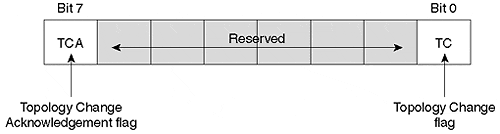 Bit 7
Bit 0
TCA
Reserved
TC
Topology Change
Acknowledgement flag
Topology Change
flag